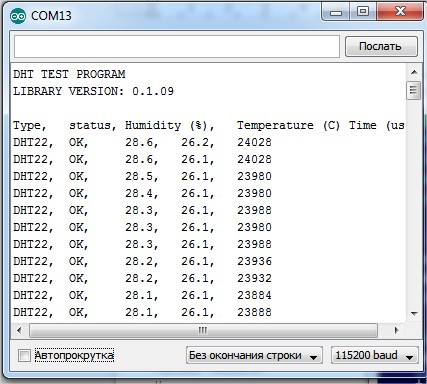 COM13
Послать
DHT TEST PROGRAM
LIBRARY VERSION: 0.1.09
Type, status, Humidity (%), Temperature (C) Time (us
DHT22, OK, 28.6, 26.2, 24028
DHT22, OK, 28.6, 26.1, 24028
DHT22, OK, 28.5, 26.1, 23980
DHT22, OK, 28.4, 26.1, 23980
DHT22, OK, 28.3, 26.1, 23988
DHT22, OK, 28.3, 26.1, 23980
DHT22, OK, 28.3, 26.1, 23988
DHT22, OK, 28.2, 26.1, 23936
DHT22, OK, 28.2, 26.1, 23932
DHT22, OK, 28.1, 26.1, 23884
DHT22, OK, 28.1, 26.1, 23888
Автопрокрутка
Без окончания строки
115200 baud